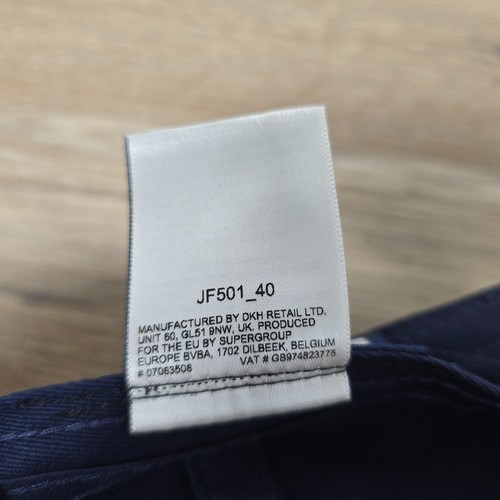 JF501_40
MANUFACTURED BY DKH RETAIL LTD,
UNIT 60, GL51 9NW, UK. PRODUCED
FOR THE EU BY SUPERGROUP
EUROPE BVBA, 1702 DILBEEK, BELGIUM
# 07063508 VAT # GB974823775